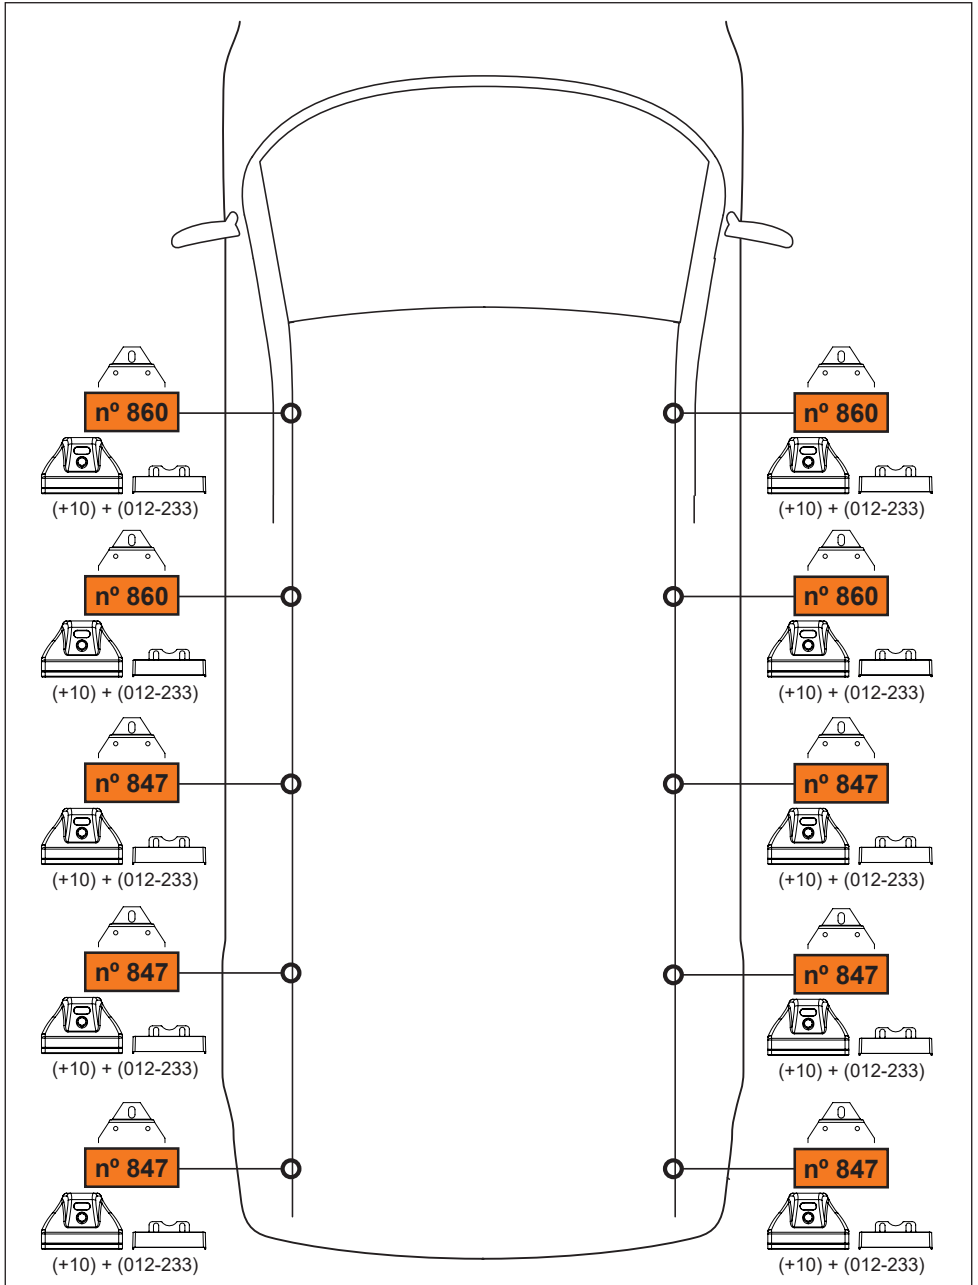 nº 860
nº 860
(+10) + (012-233)
(+10) + (012-233)
nº 860
nº 860
(+10) + (012-233)
(+10) + (012-233)
nº 847
nº 847
(+10) + (012-233)
(+10) + (012-233)
nº 847
nº 847
(+10) + (012-233)
(+10) + (012-233)
nº 847
nº 847
(+10) + (012-233)
(+10) + (012-233)